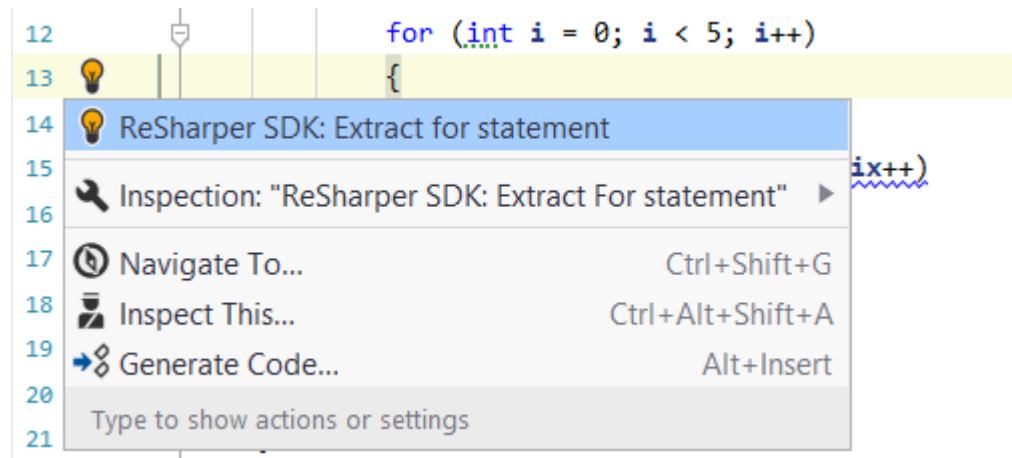 12 for (int i = 0; i < 5; i++)
13 {
14 ReSharper SDK: Extract for statement
15 ix++)
Inspection: "ReSharper SDK: Extract For statement"
16
17 Navigate To... Ctrl+Shift+G
18 Inspect This... Ctrl+Alt+Shift+A
19 Generate Code... Alt+Insert
20
Type to show actions or settings
21